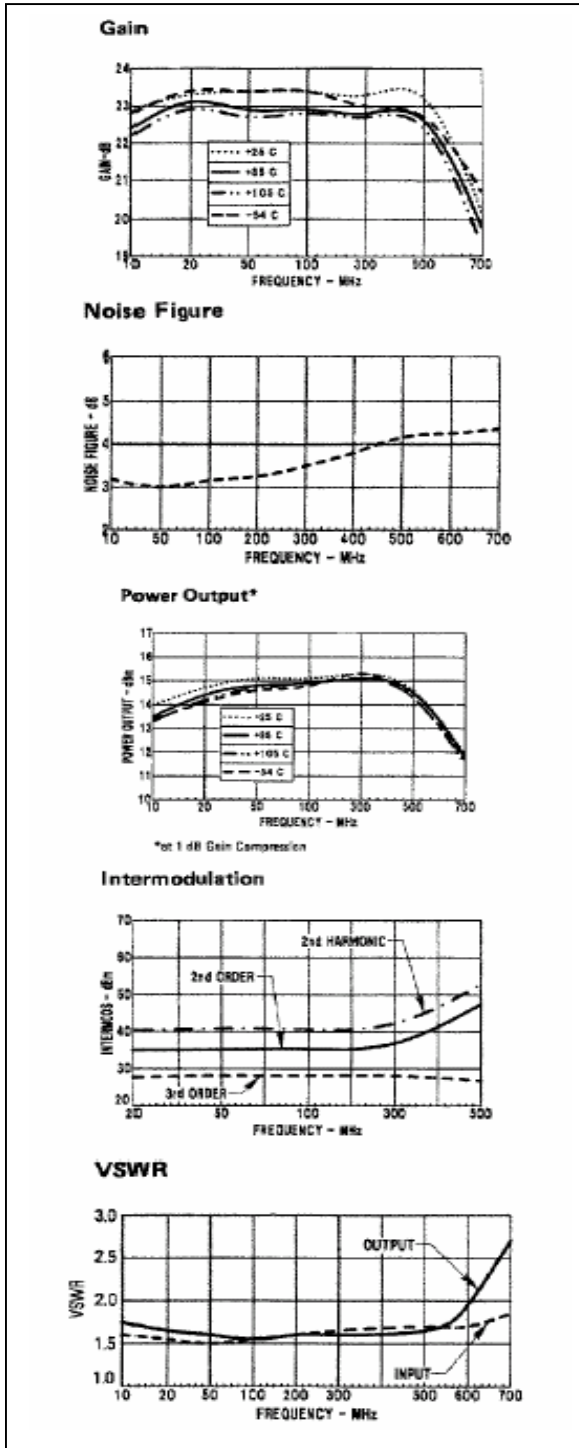 Gain
24
23
22
21
20
19
GAIN-dB
+25 C
+85 C
+105 C
-54 C
10 20 50 100 300 500 700
FREQUENCY - MHz
Noise Figure
6
5
4
3
2
NOISE FIGURE - dB
10 50 100 200 300 400 500 600 700
FREQUENCY - MHz
Power Output*
17
16
15
14
13
12
11
10
POWER OUTPUT - dBm
+25 C
+85 C
+105 C
-54 C
10 20 50 100 300 500 700
FREQUENCY - MHz
*at 1 dB Gain Compression
Intermodulation
70
60
50
40
30
20
INTERMODS - dBm
2nd HARMONIC
2nd ORDER
3rd ORDER
20 50 100 300 500
FREQUENCY - MHz
VSWR
3.0
2.5
2.0
1.5
1.0
VSWR
OUTPUT
INPUT
10 20 50 100 200 300 500 600 700
FREQUENCY - MHz